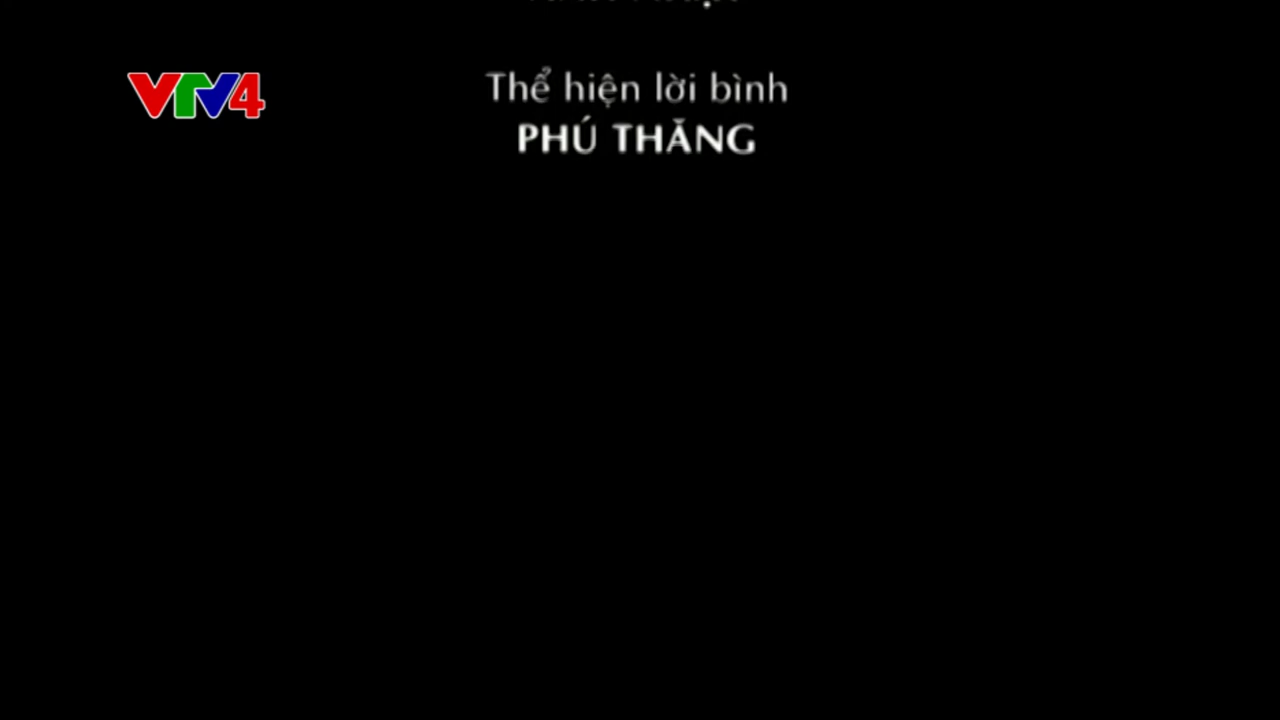 VTV4
Thể hiện lời bình
PHÚ THĂNG